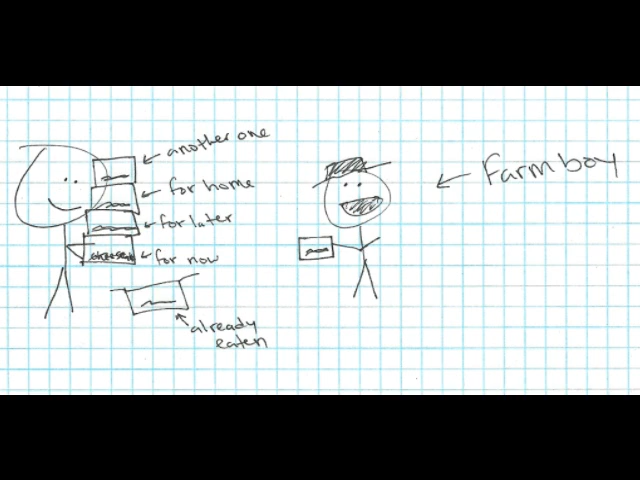 another one
for home
for later
for now
already
eaten
Farm boy